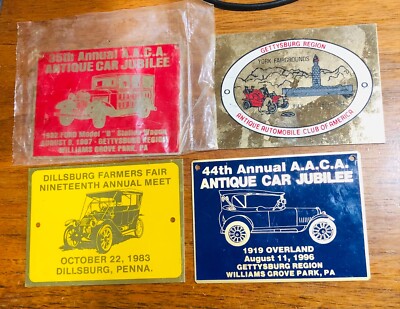 35th Annual A.A.C.A.
ANTIQUE CAR JUBILEE
1932 FORD Model "B" Station Wagon
AUGUST 9, 1987 - GETTYSBURG REGION
WILLIAMS GROVE PARK, PA
GETTYSBURG REGION
YORK FAIRGROUNDS
ANTIQUE AUTOMOBILE CLUB OF AMERICA
DILLSBURG FARMERS FAIR
NINETEENTH ANNUAL MEET
OCTOBER 22, 1983
DILLSBURG, PENNA.
44th Annual A.A.C.A.
ANTIQUE CAR JUBILEE
1919 OVERLAND
August 11, 1996
GETTYSBURG REGION
WILLIAMS GROVE PARK, PA